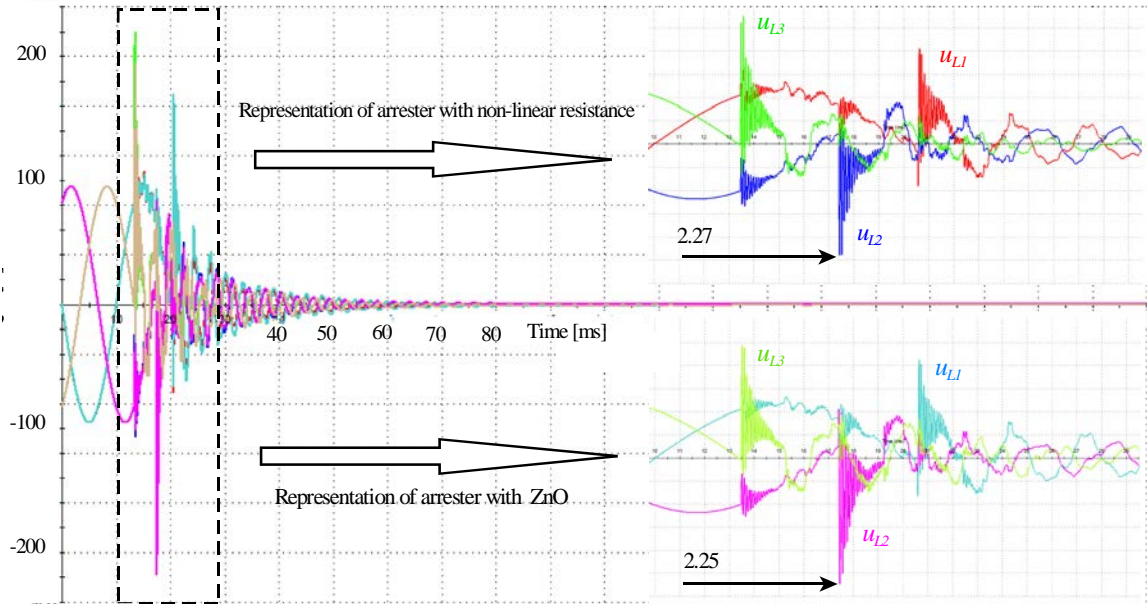 200
100
-100
-200
40 50 60 70 80 Time [ms]
Representation of arrester with non-linear resistance
Representation of arrester with ZnO
uL3
uL1
uL2
2.27
uL3
uL1
uL2
2.25